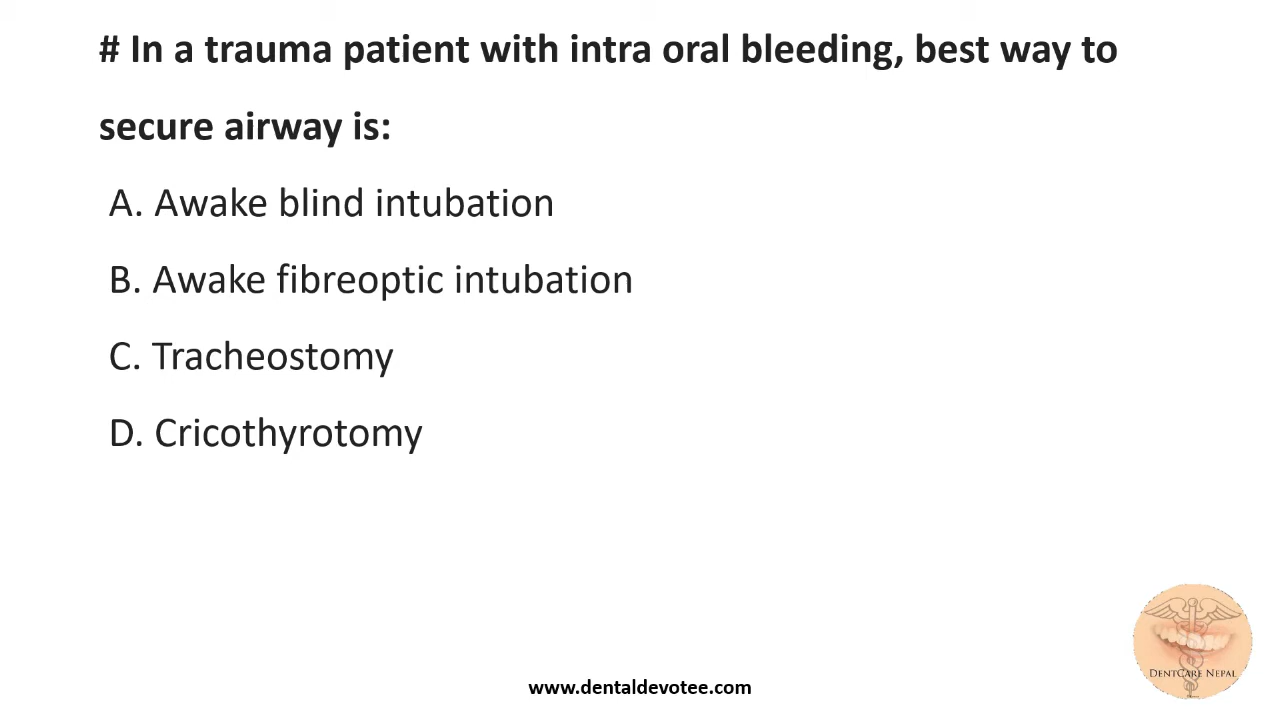 # In a trauma patient with intra oral bleeding, best way to
secure airway is:
A. Awake blind intubation
B. Awake fibreoptic intubation
C. Tracheostomy
D. Cricothyrotomy
DENTCARE NEPAL
www.dentaldevotee.com